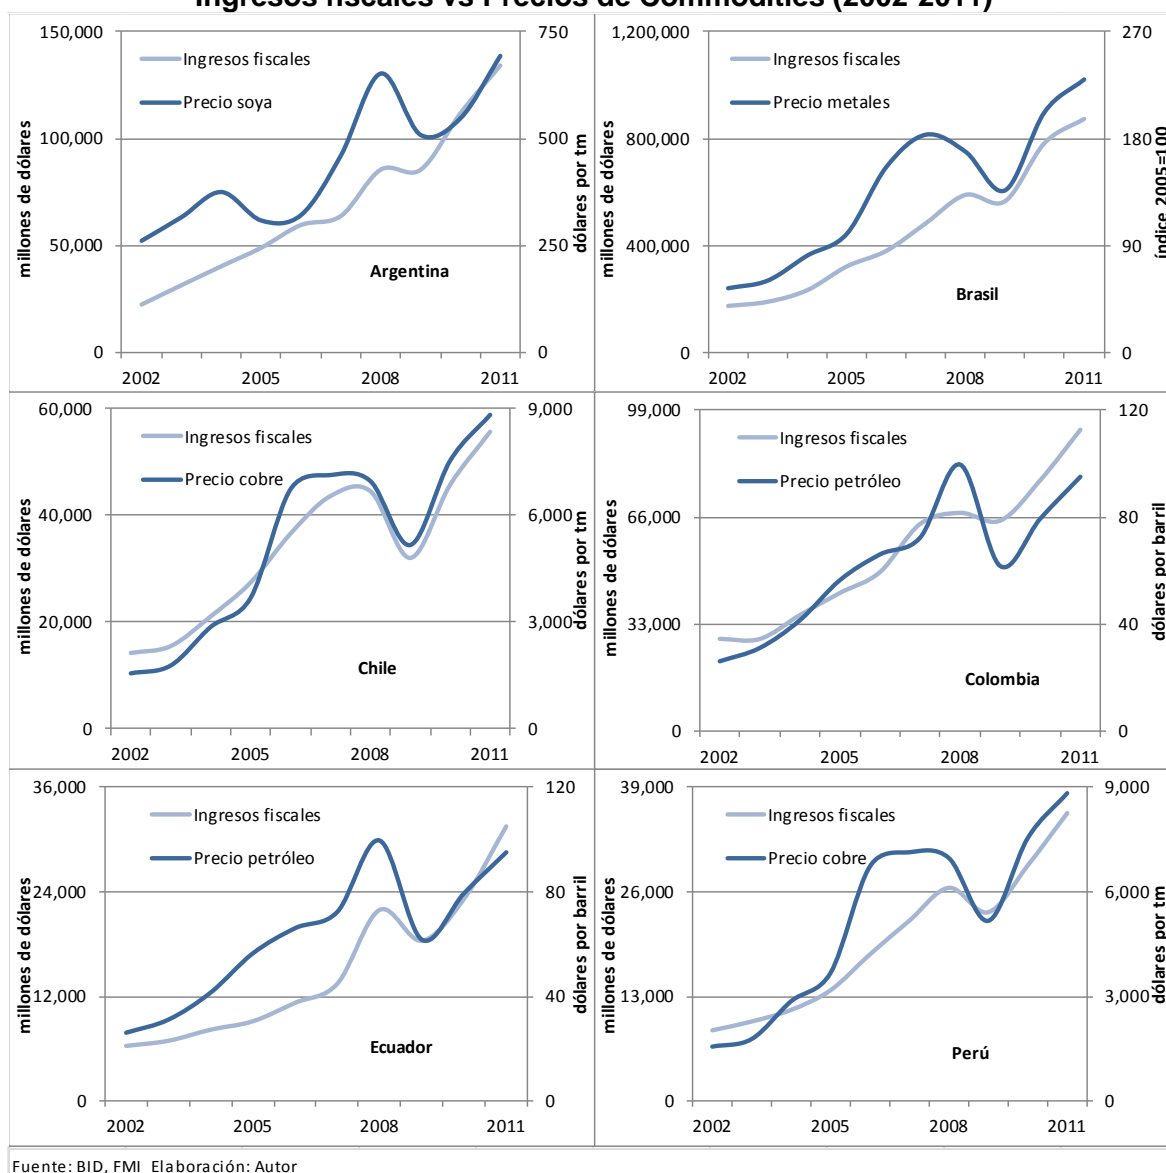 Ingresos fiscales vs Precios de Commodities (2002-2011)
150,000
100,000
50,000
0
millones de dólares
Ingresos fiscales
Precio soya
Argentina
750
500
250
0
dólares por tm
2002 2005 2008 2011
1,200,000
800,000
400,000
0
millones de dólares
Ingresos fiscales
Precio metales
Brasil
270
180
90
0
índice 2005=100
2002 2005 2008 2011
60,000
40,000
20,000
0
millones de dólares
Ingresos fiscales
Precio cobre
Chile
9,000
6,000
3,000
0
dólares por tm
2002 2005 2008 2011
99,000
66,000
33,000
0
millones de dólares
Ingresos fiscales
Precio petróleo
Colombia
120
80
40
0
dólares por barril
2002 2005 2008 2011
36,000
24,000
12,000
0
millones de dólares
Ingresos fiscales
Precio petróleo
Ecuador
120
80
40
0
dólares por barril
2002 2005 2008 2011
39,000
26,000
13,000
0
millones de dólares
Ingresos fiscales
Precio cobre
Perú
9,000
6,000
3,000
0
dólares por tm
2002 2005 2008 2011
Fuente: BID, FMI Elaboración: Autor